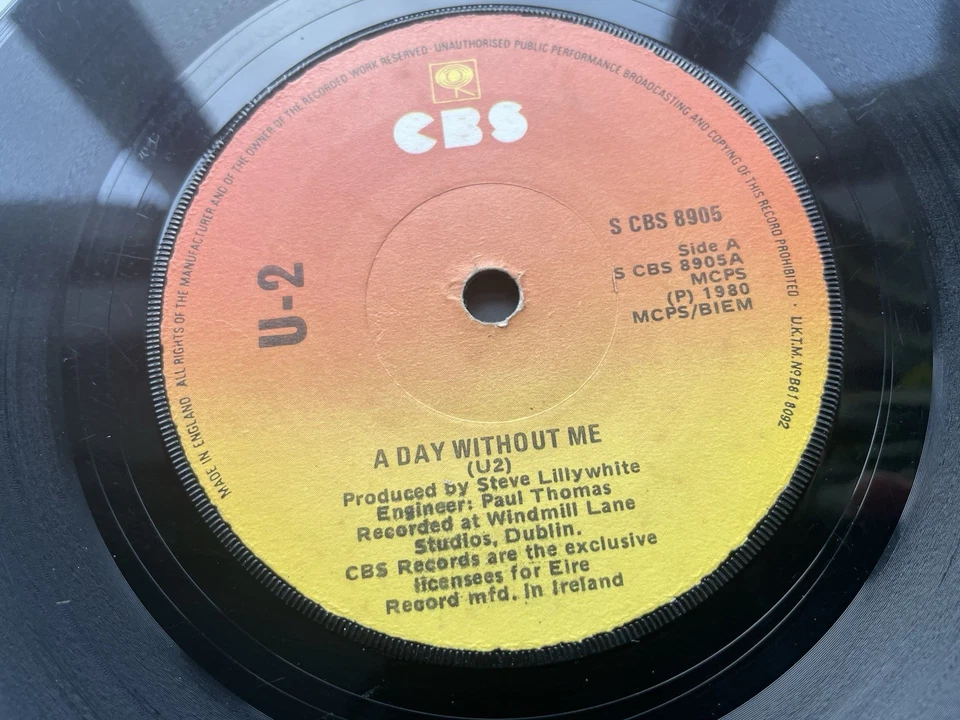 MADE IN ENGLAND ALL RIGHTS OF THE MANUFACTURER AND OF THE OWNER OF THE RECORDED WORK RESERVED · UNAUTHORISED PUBLIC PERFORMANCE BROADCASTING AND COPYING OF THIS RECORD PROHIBITED · U.K.T.M. No B618092
CBS
U-2
S CBS 8905
Side A
S CBS 8905A
MCPS
(P) 1980
MCPS/BIEM
A DAY WITHOUT ME
(U2)
Produced by Steve Lillywhite
Engineer: Paul Thomas
Recorded at Windmill Lane
Studios, Dublin.
CBS Records are the exclusive
licensees for Eire
Record mfd. In Ireland